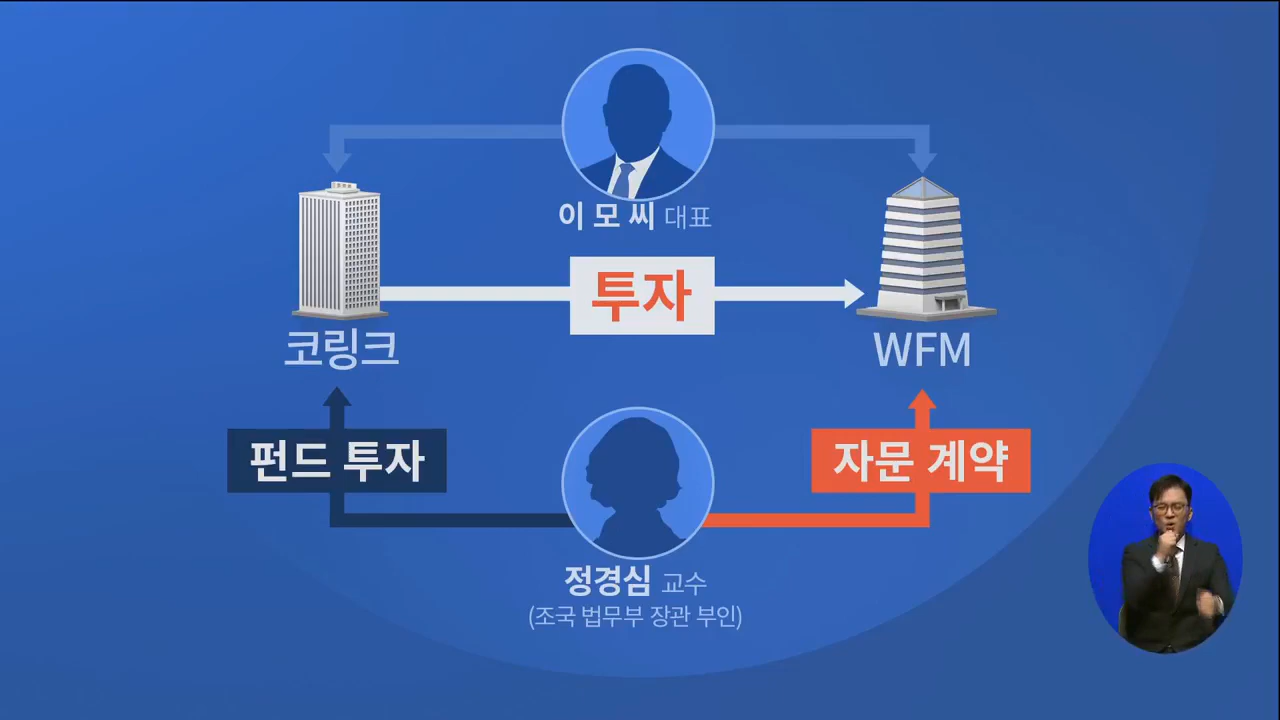 이 모 씨 대표
투자
코링크
WFM
펀드 투자
자문 계약
정경심 교수
(조국 법무부 장관 부인)